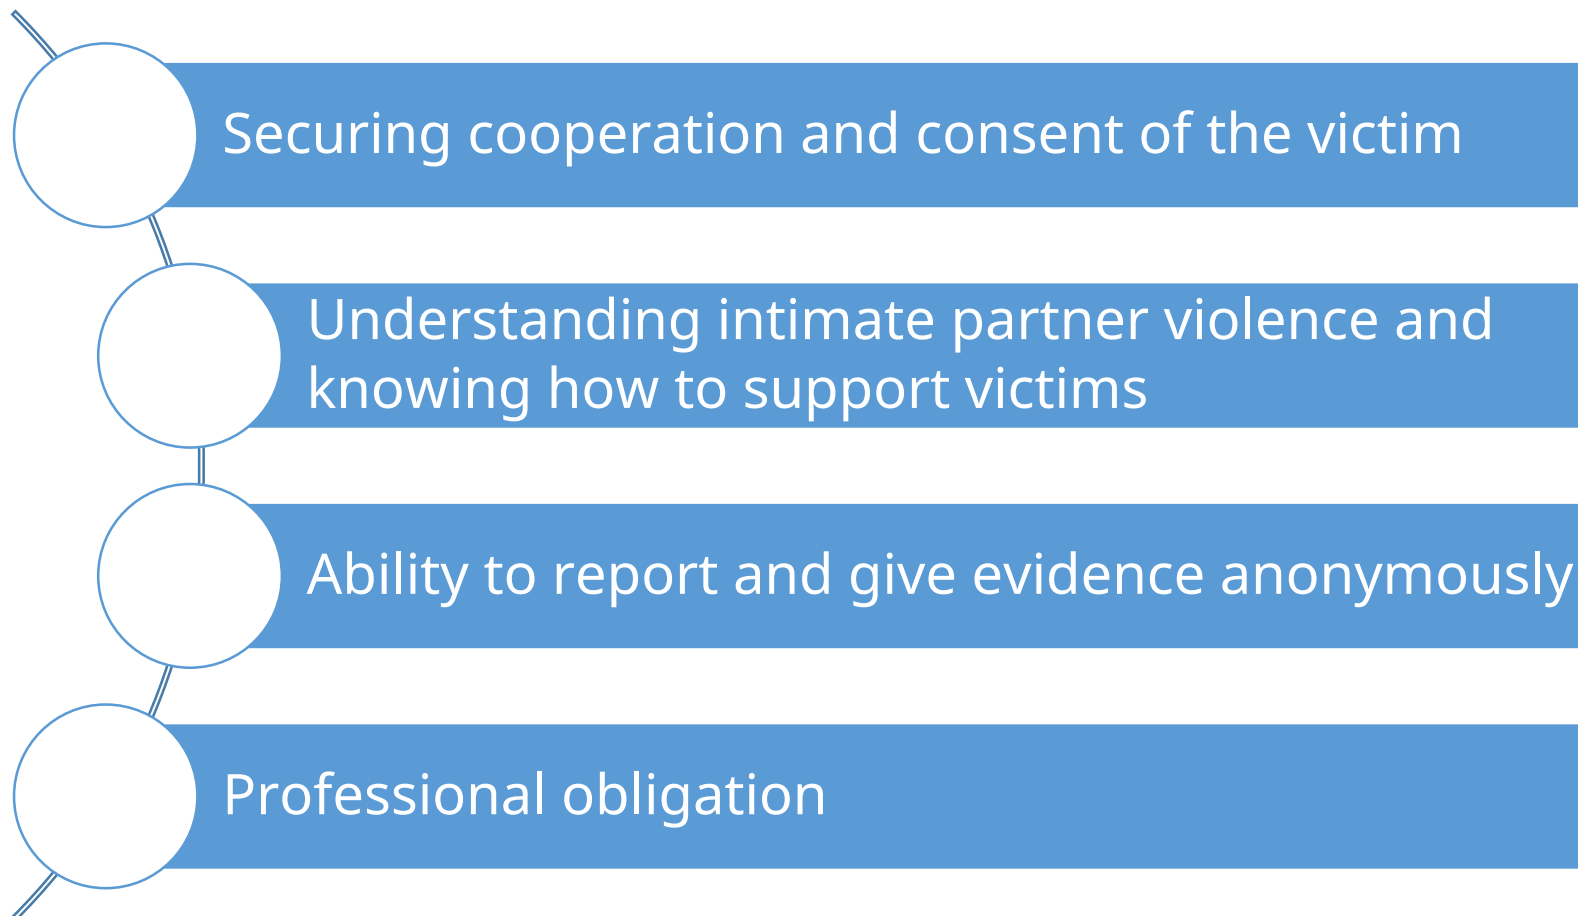 Securing cooperation and consent of the victim
Understanding intimate partner violence and
knowing how to support victims
Ability to report and give evidence anonymously
Professional obligation